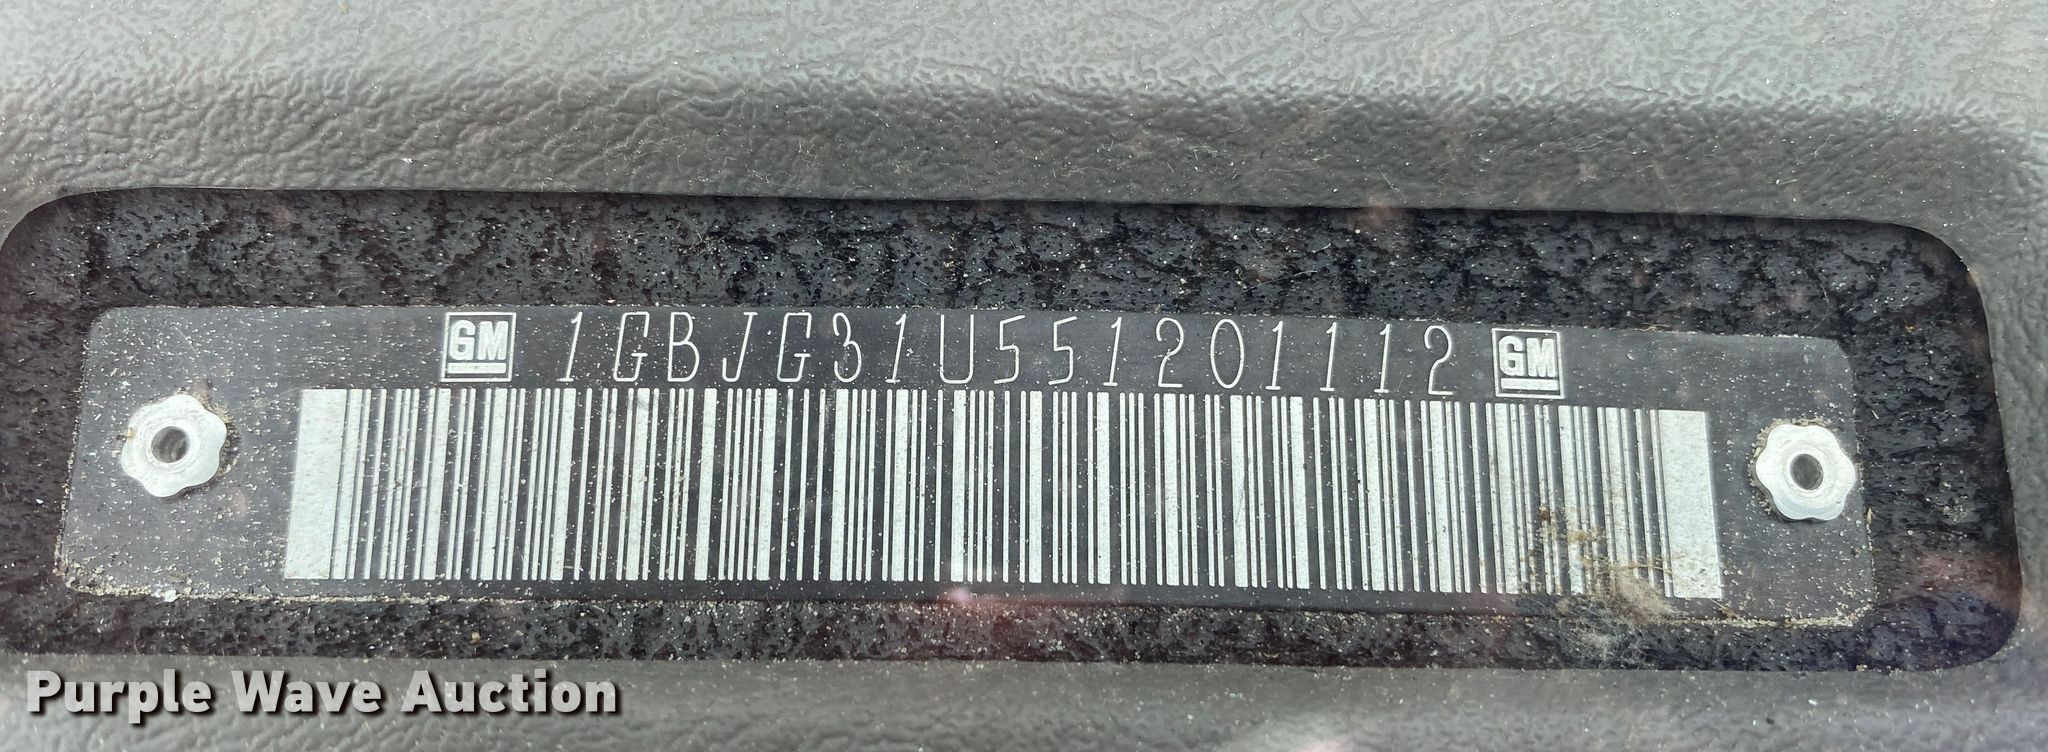 GM 1GBJG31U551201112 GM
Purple Wave Auction